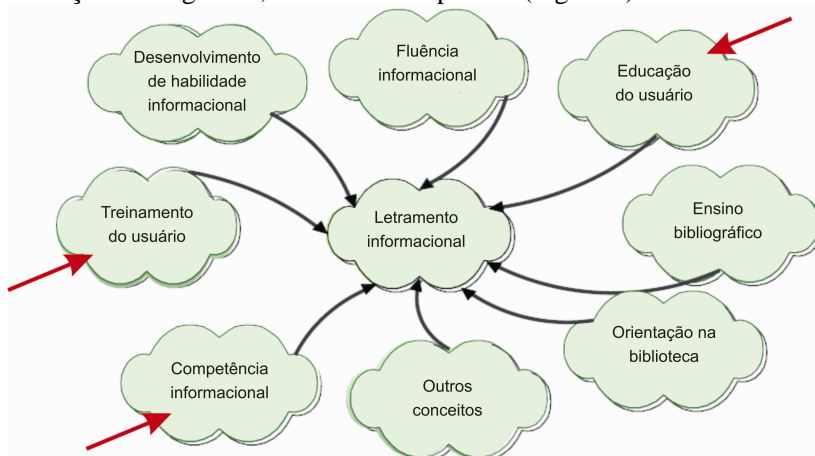 Desenvolvimento
de habilidade
informacional
Fluência
informacional
Educação
do usuário
Treinamento
do usuário
Letramento
informacional
Ensino
bibliográfico
Orientação na
biblioteca
Competência
informacional
Outros
conceitos